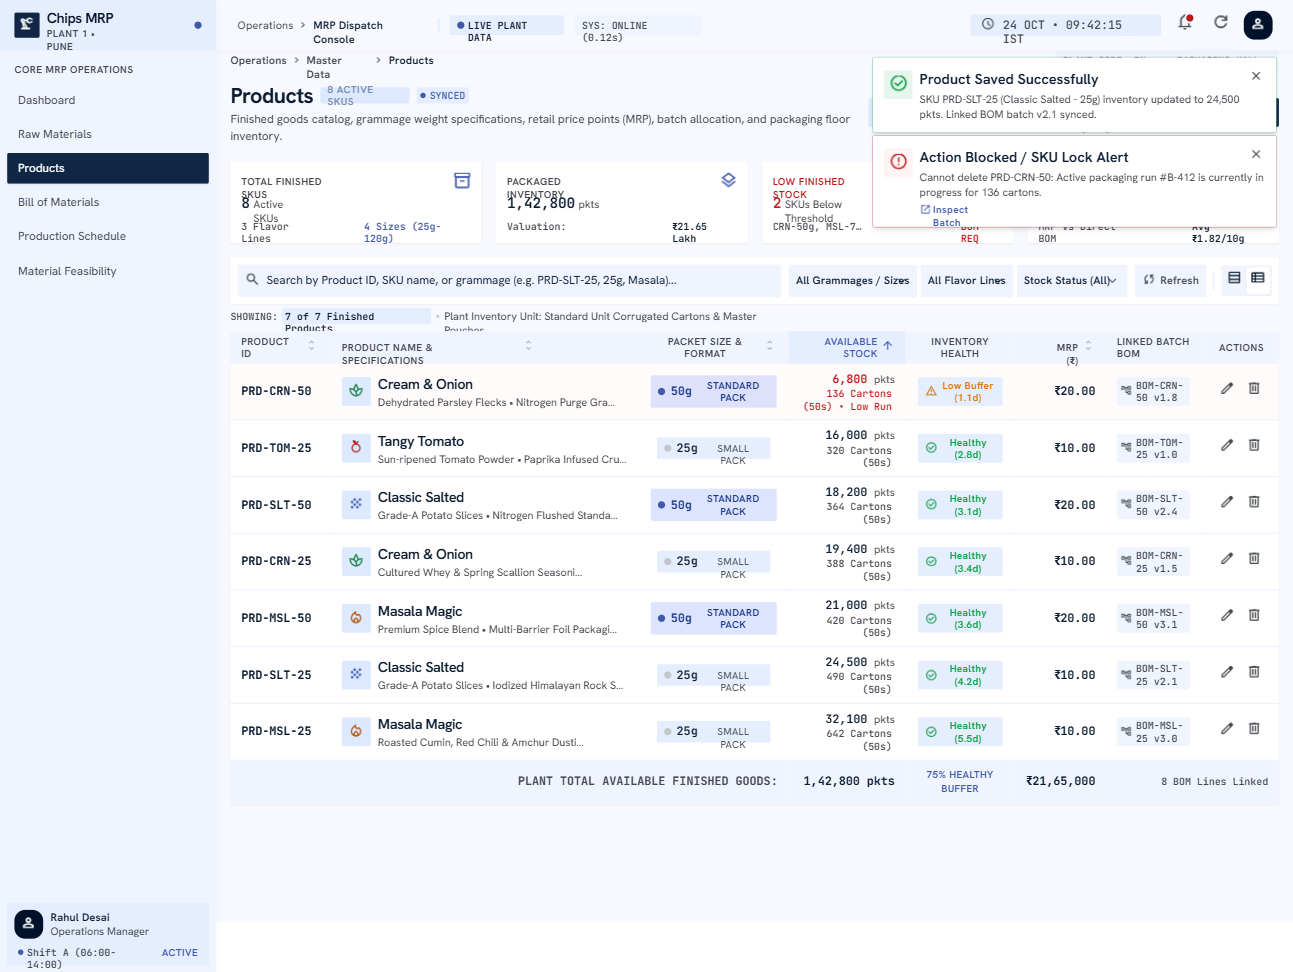 Chips MRP
PLANT 1 •
PUNE
Operations > MRP Dispatch
Console
LIVE PLANT
DATA
SYS: ONLINE
(0.12s)
24 OCT • 09:42:15
IST
CORE MRP OPERATIONS
Dashboard
Raw Materials
Products
Bill of Materials
Production Schedule
Material Feasibility
Operations > Master
Data > Products
Products
8 ACTIVE
SKUS
SYNCED
Finished goods catalog, grammage weight specifications, retail price points (MRP), batch allocation, and packaging floor
inventory.
Product Saved Successfully
SKU PRD-SLT-25 (Classic Salted - 25g) inventory updated to 24,500
pkts. Linked BOM batch v2.1 synced.
Action Blocked / SKU Lock Alert
Cannot delete PRD-CRN-50: Active packaging run #B-412 is currently in
progress for 136 cartons.
Inspect
Batch
TOTAL FINISHED
SKUS
8 Active
SKUs
3 Flavor
Lines
4 Sizes (25g-
120g)
PACKAGED
INVENTORY
1,42,800 pkts
Valuation:
₹21.65
Lakh
LOW FINISHED
STOCK
2 SKUs Below
Threshold
CRN-50g, MSL-7...
REQ
MRP vs Direct
BOM
Avg
₹1.82/10g
Search by Product ID, SKU name, or grammage (e.g. PRD-SLT-25, 25g, Masala)...
All Grammages / Sizes
All Flavor Lines
Stock Status (All)
Refresh
SHOWING: 7 of 7 Finished
Products
• Plant Inventory Unit: Standard Unit Corrugated Cartons & Master
Pouches
PRODUCT
ID
PRODUCT NAME &
SPECIFICATIONS
PACKET SIZE &
FORMAT
AVAILABLE
STOCK
INVENTORY
HEALTH
MRP
(₹)
LINKED BATCH
BOM
ACTIONS
PRD-CRN-50
Cream & Onion
Dehydrated Parsley Flecks • Nitrogen Purge Gra...
50g STANDARD
PACK
6,800 pkts
136 Cartons
(50s) • Low Run
Low Buffer
(1.1d)
₹20.00
BOM-CRN-
50 v1.8
PRD-TOM-25
Tangy Tomato
Sun-ripened Tomato Powder • Paprika Infused Cru...
25g SMALL
PACK
16,000 pkts
320 Cartons
(50s)
Healthy
(2.8d)
₹10.00
BOM-TOM-
25 v1.0
PRD-SLT-50
Classic Salted
Grade-A Potato Slices • Nitrogen Flushed Standa...
50g STANDARD
PACK
18,200 pkts
364 Cartons
(50s)
Healthy
(3.1d)
₹20.00
BOM-SLT-
50 v2.4
PRD-CRN-25
Cream & Onion
Cultured Whey & Spring Scallion Seasoni...
25g SMALL
PACK
19,400 pkts
388 Cartons
(50s)
Healthy
(3.4d)
₹10.00
BOM-CRN-
25 v1.5
PRD-MSL-50
Masala Magic
Premium Spice Blend • Multi-Barrier Foil Packagi...
50g STANDARD
PACK
21,000 pkts
420 Cartons
(50s)
Healthy
(3.6d)
₹20.00
BOM-MSL-
50 v3.1
PRD-SLT-25
Classic Salted
Grade-A Potato Slices • Iodized Himalayan Rock S...
25g SMALL
PACK
24,500 pkts
490 Cartons
(50s)
Healthy
(4.2d)
₹10.00
BOM-SLT-
25 v2.1
PRD-MSL-25
Masala Magic
Roasted Cumin, Red Chili & Amchur Dusti...
25g SMALL
PACK
32,100 pkts
642 Cartons
(50s)
Healthy
(5.5d)
₹10.00
BOM-MSL-
25 v3.0
PLANT TOTAL AVAILABLE FINISHED GOODS:
1,42,800 pkts
75% HEALTHY
BUFFER
₹21,65,000
8 BOM Lines Linked
Rahul Desai
Operations Manager
Shift A (06:00-
14:00)
ACTIVE